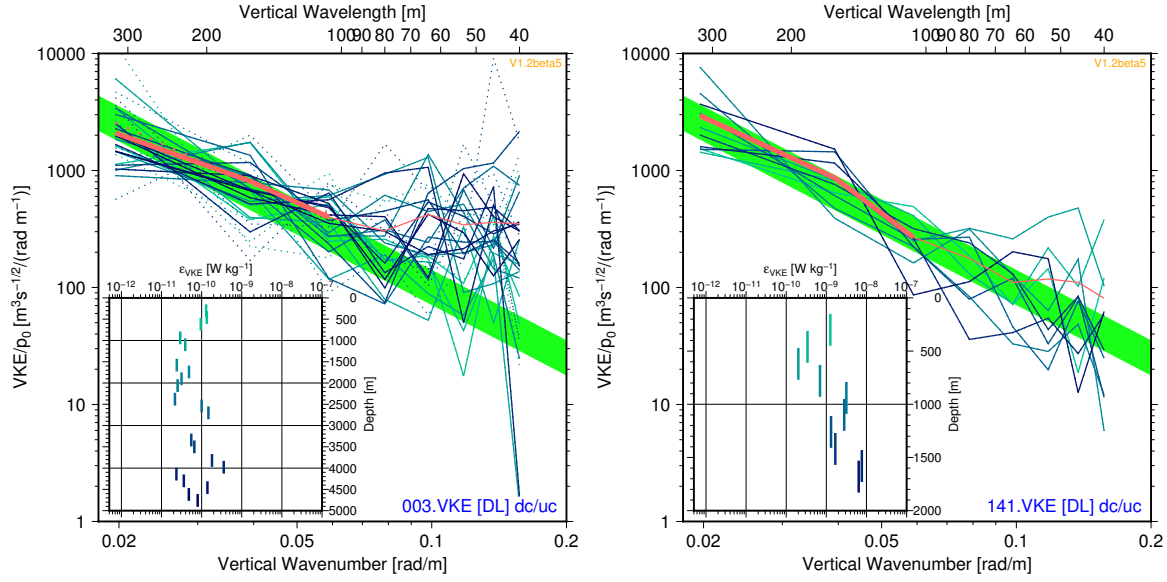 Vertical Wavelength [m]
300 200 100 90 80 70 60 50 40
V1.2beta5
10000
1000
100
10
1
VKE/p₀ [m³s⁻¹/²/(rad m⁻¹)]
ε_VKE [W kg⁻¹]
10⁻¹² 10⁻¹¹ 10⁻¹⁰ 10⁻⁹ 10⁻⁸ 10⁻⁷
0
500
1000
1500
2000
2500
3000
3500
4000
4500
5000
Depth [m]
003.VKE [DL] dc/uc
0.02 0.05 0.1 0.2
Vertical Wavenumber [rad/m]
Vertical Wavelength [m]
300 200 100 90 80 70 60 50 40
V1.2beta5
10000
1000
100
10
1
VKE/p₀ [m³s⁻¹/²/(rad m⁻¹)]
ε_VKE [W kg⁻¹]
10⁻¹² 10⁻¹¹ 10⁻¹⁰ 10⁻⁹ 10⁻⁸ 10⁻⁷
0
500
1000
1500
2000
Depth [m]
141.VKE [DL] dc/uc
0.02 0.05 0.1 0.2
Vertical Wavenumber [rad/m]